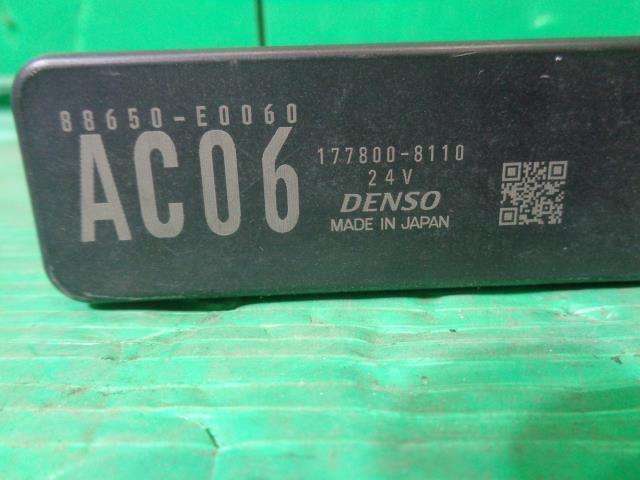 88650-E0060
AC06
177800-8110
24V
DENSO
MADE IN JAPAN